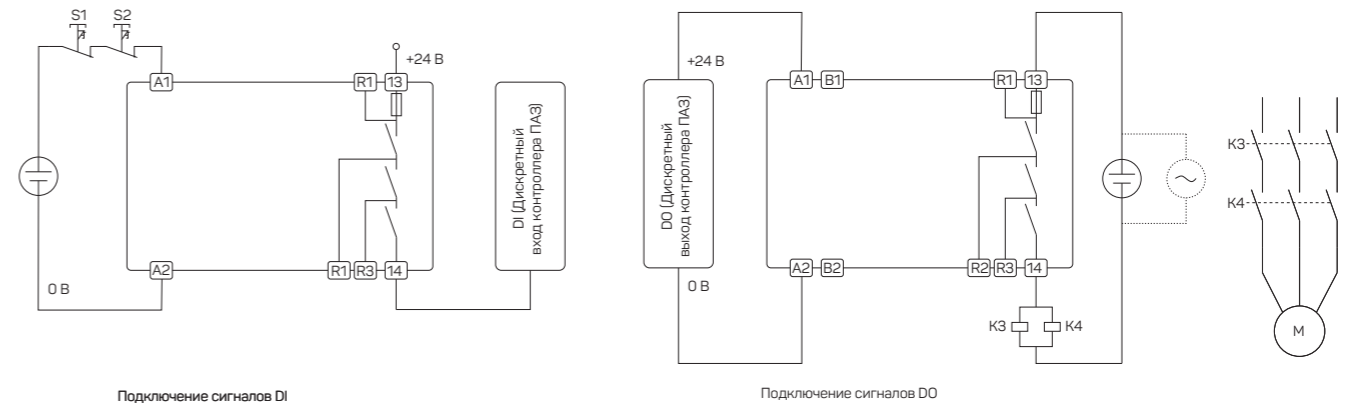 S1 S2
+24 В
A1 R1 13
DI (Дискретный
вход контроллера ПАЗ)
A2 R1 R3 14
0 В
Подключение сигналов DI
+24 В
A1 B1 R1 13
DO (Дискретный
выход контроллера ПАЗ)
A2 B2 R2 R3 14
0 В
K3 K4
K3
K4
M
Подключение сигналов DO